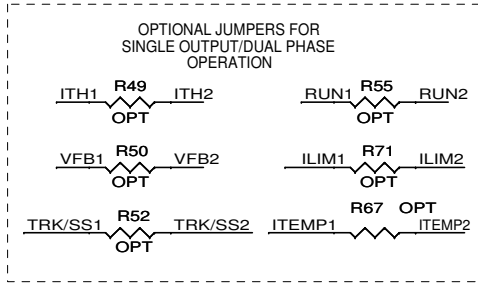 OPTIONAL JUMPERS FOR
SINGLE OUTPUT/DUAL PHASE
OPERATION
ITH1 R49 ITH2
OPT
RUN1 R55 RUN2
OPT
VFB1 R50 VFB2
OPT
ILIM1 R71 ILIM2
OPT
TRK/SS1 R52 TRK/SS2
OPT
R67 OPT
ITEMP1 ITEMP2